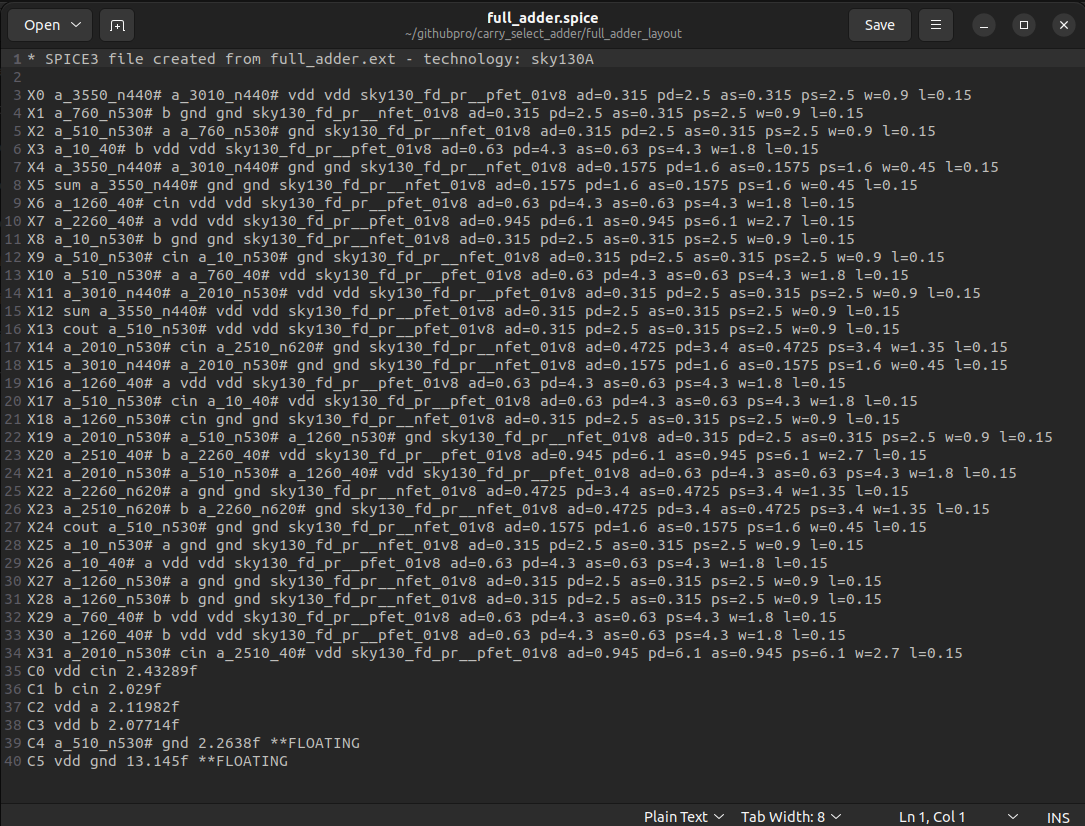 Open
full_adder.spice
~/githubpro/carry_select_adder/full_adder_layout
Save
1 * SPICE3 file created from full_adder.ext - technology: sky130A
2
3 X0 a_3550_n440# a_3010_n440# vdd vdd sky130_fd_pr__pfet_01v8 ad=0.315 pd=2.5 as=0.315 ps=2.5 w=0.9 l=0.15
4 X1 a_760_n530# b gnd gnd sky130_fd_pr__nfet_01v8 ad=0.315 pd=2.5 as=0.315 ps=2.5 w=0.9 l=0.15
5 X2 a_510_n530# a a_760_n530# gnd sky130_fd_pr__nfet_01v8 ad=0.315 pd=2.5 as=0.315 ps=2.5 w=0.9 l=0.15
6 X3 a_10_40# b vdd vdd sky130_fd_pr__pfet_01v8 ad=0.63 pd=4.3 as=0.63 ps=4.3 w=1.8 l=0.15
7 X4 a_3550_n440# a_3010_n440# gnd gnd sky130_fd_pr__nfet_01v8 ad=0.1575 pd=1.6 as=0.1575 ps=1.6 w=0.45 l=0.15
8 X5 sum a_3550_n440# gnd gnd sky130_fd_pr__nfet_01v8 ad=0.1575 pd=1.6 as=0.1575 ps=1.6 w=0.45 l=0.15
9 X6 a_1260_40# cin vdd vdd sky130_fd_pr__pfet_01v8 ad=0.63 pd=4.3 as=0.63 ps=4.3 w=1.8 l=0.15
10 X7 a_2260_40# a vdd vdd sky130_fd_pr__pfet_01v8 ad=0.945 pd=6.1 as=0.945 ps=6.1 w=2.7 l=0.15
11 X8 a_10_n530# b gnd gnd sky130_fd_pr__nfet_01v8 ad=0.315 pd=2.5 as=0.315 ps=2.5 w=0.9 l=0.15
12 X9 a_510_n530# cin a_10_n530# gnd sky130_fd_pr__nfet_01v8 ad=0.315 pd=2.5 as=0.315 ps=2.5 w=0.9 l=0.15
13 X10 a_510_n530# a a_760_40# vdd sky130_fd_pr__pfet_01v8 ad=0.63 pd=4.3 as=0.63 ps=4.3 w=1.8 l=0.15
14 X11 a_3010_n440# a_2010_n530# vdd vdd sky130_fd_pr__pfet_01v8 ad=0.315 pd=2.5 as=0.315 ps=2.5 w=0.9 l=0.15
15 X12 sum a_3550_n440# vdd vdd sky130_fd_pr__pfet_01v8 ad=0.315 pd=2.5 as=0.315 ps=2.5 w=0.9 l=0.15
16 X13 cout a_510_n530# vdd vdd sky130_fd_pr__pfet_01v8 ad=0.315 pd=2.5 as=0.315 ps=2.5 w=0.9 l=0.15
17 X14 a_2010_n530# cin a_2510_n620# gnd sky130_fd_pr__nfet_01v8 ad=0.4725 pd=3.4 as=0.4725 ps=3.4 w=1.35 l=0.15
18 X15 a_3010_n440# a_2010_n530# gnd gnd sky130_fd_pr__nfet_01v8 ad=0.1575 pd=1.6 as=0.1575 ps=1.6 w=0.45 l=0.15
19 X16 a_1260_40# a vdd vdd sky130_fd_pr__pfet_01v8 ad=0.63 pd=4.3 as=0.63 ps=4.3 w=1.8 l=0.15
20 X17 a_510_n530# cin a_10_40# vdd sky130_fd_pr__pfet_01v8 ad=0.63 pd=4.3 as=0.63 ps=4.3 w=1.8 l=0.15
21 X18 a_1260_n530# cin gnd gnd sky130_fd_pr__nfet_01v8 ad=0.315 pd=2.5 as=0.315 ps=2.5 w=0.9 l=0.15
22 X19 a_2010_n530# a_510_n530# a_1260_n530# gnd sky130_fd_pr__nfet_01v8 ad=0.315 pd=2.5 as=0.315 ps=2.5 w=0.9 l=0.15
23 X20 a_2510_40# b a_2260_40# vdd sky130_fd_pr__pfet_01v8 ad=0.945 pd=6.1 as=0.945 ps=6.1 w=2.7 l=0.15
24 X21 a_2010_n530# a_510_n530# a_1260_40# vdd sky130_fd_pr__pfet_01v8 ad=0.63 pd=4.3 as=0.63 ps=4.3 w=1.8 l=0.15
25 X22 a_2260_n620# a gnd gnd sky130_fd_pr__nfet_01v8 ad=0.4725 pd=3.4 as=0.4725 ps=3.4 w=1.35 l=0.15
26 X23 a_2510_n620# b a_2260_n620# gnd sky130_fd_pr__nfet_01v8 ad=0.4725 pd=3.4 as=0.4725 ps=3.4 w=1.35 l=0.15
27 X24 cout a_510_n530# gnd gnd sky130_fd_pr__nfet_01v8 ad=0.1575 pd=1.6 as=0.1575 ps=1.6 w=0.45 l=0.15
28 X25 a_10_n530# a gnd gnd sky130_fd_pr__nfet_01v8 ad=0.315 pd=2.5 as=0.315 ps=2.5 w=0.9 l=0.15
29 X26 a_10_40# a vdd vdd sky130_fd_pr__pfet_01v8 ad=0.63 pd=4.3 as=0.63 ps=4.3 w=1.8 l=0.15
30 X27 a_1260_n530# a gnd gnd sky130_fd_pr__nfet_01v8 ad=0.315 pd=2.5 as=0.315 ps=2.5 w=0.9 l=0.15
31 X28 a_1260_n530# b gnd gnd sky130_fd_pr__nfet_01v8 ad=0.315 pd=2.5 as=0.315 ps=2.5 w=0.9 l=0.15
32 X29 a_760_40# b vdd vdd sky130_fd_pr__pfet_01v8 ad=0.63 pd=4.3 as=0.63 ps=4.3 w=1.8 l=0.15
33 X30 a_1260_40# b vdd vdd sky130_fd_pr__pfet_01v8 ad=0.63 pd=4.3 as=0.63 ps=4.3 w=1.8 l=0.15
34 X31 a_2010_n530# cin a_2510_40# vdd sky130_fd_pr__pfet_01v8 ad=0.945 pd=6.1 as=0.945 ps=6.1 w=2.7 l=0.15
35 C0 vdd cin 2.43289f
36 C1 b cin 2.029f
37 C2 vdd a 2.11982f
38 C3 vdd b 2.07714f
39 C4 a_510_n530# gnd 2.2638f **FLOATING
40 C5 vdd gnd 13.145f **FLOATING
Plain Text Tab Width: 8 Ln 1, Col 1 INS